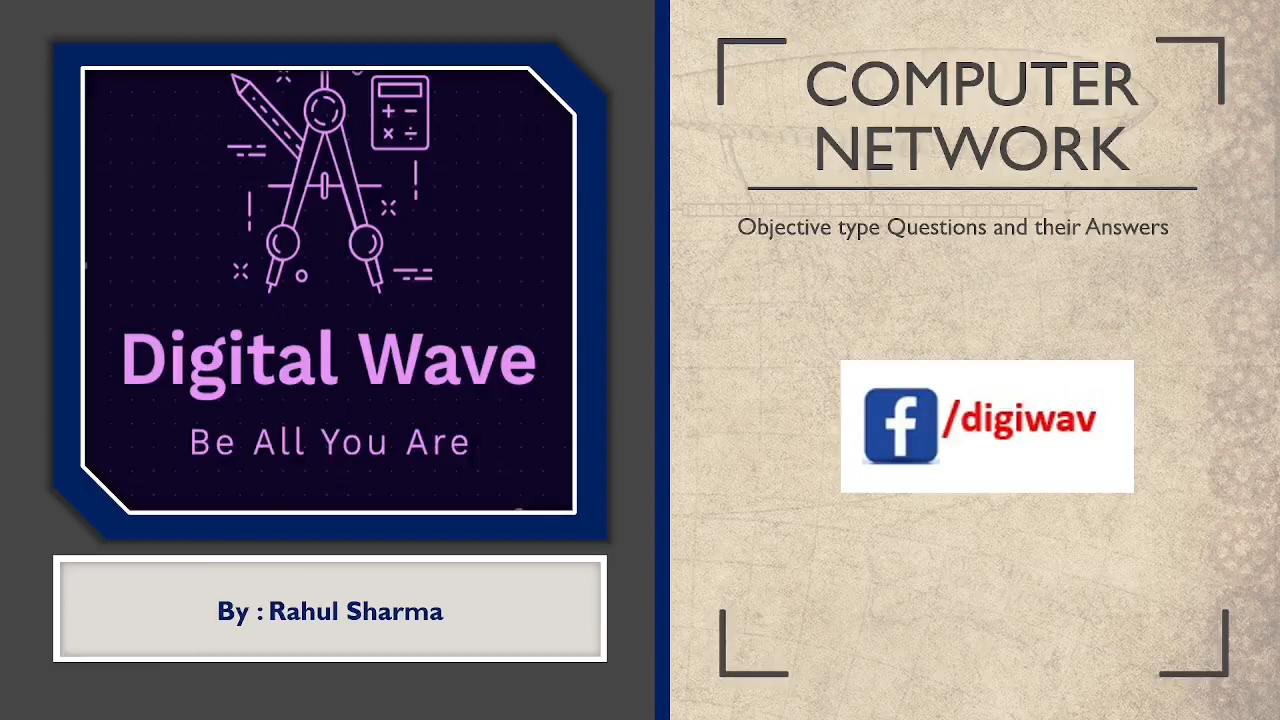 Digital Wave
Be All You Are
By : Rahul Sharma
COMPUTER
NETWORK
Objective type Questions and their Answers
/digiwav